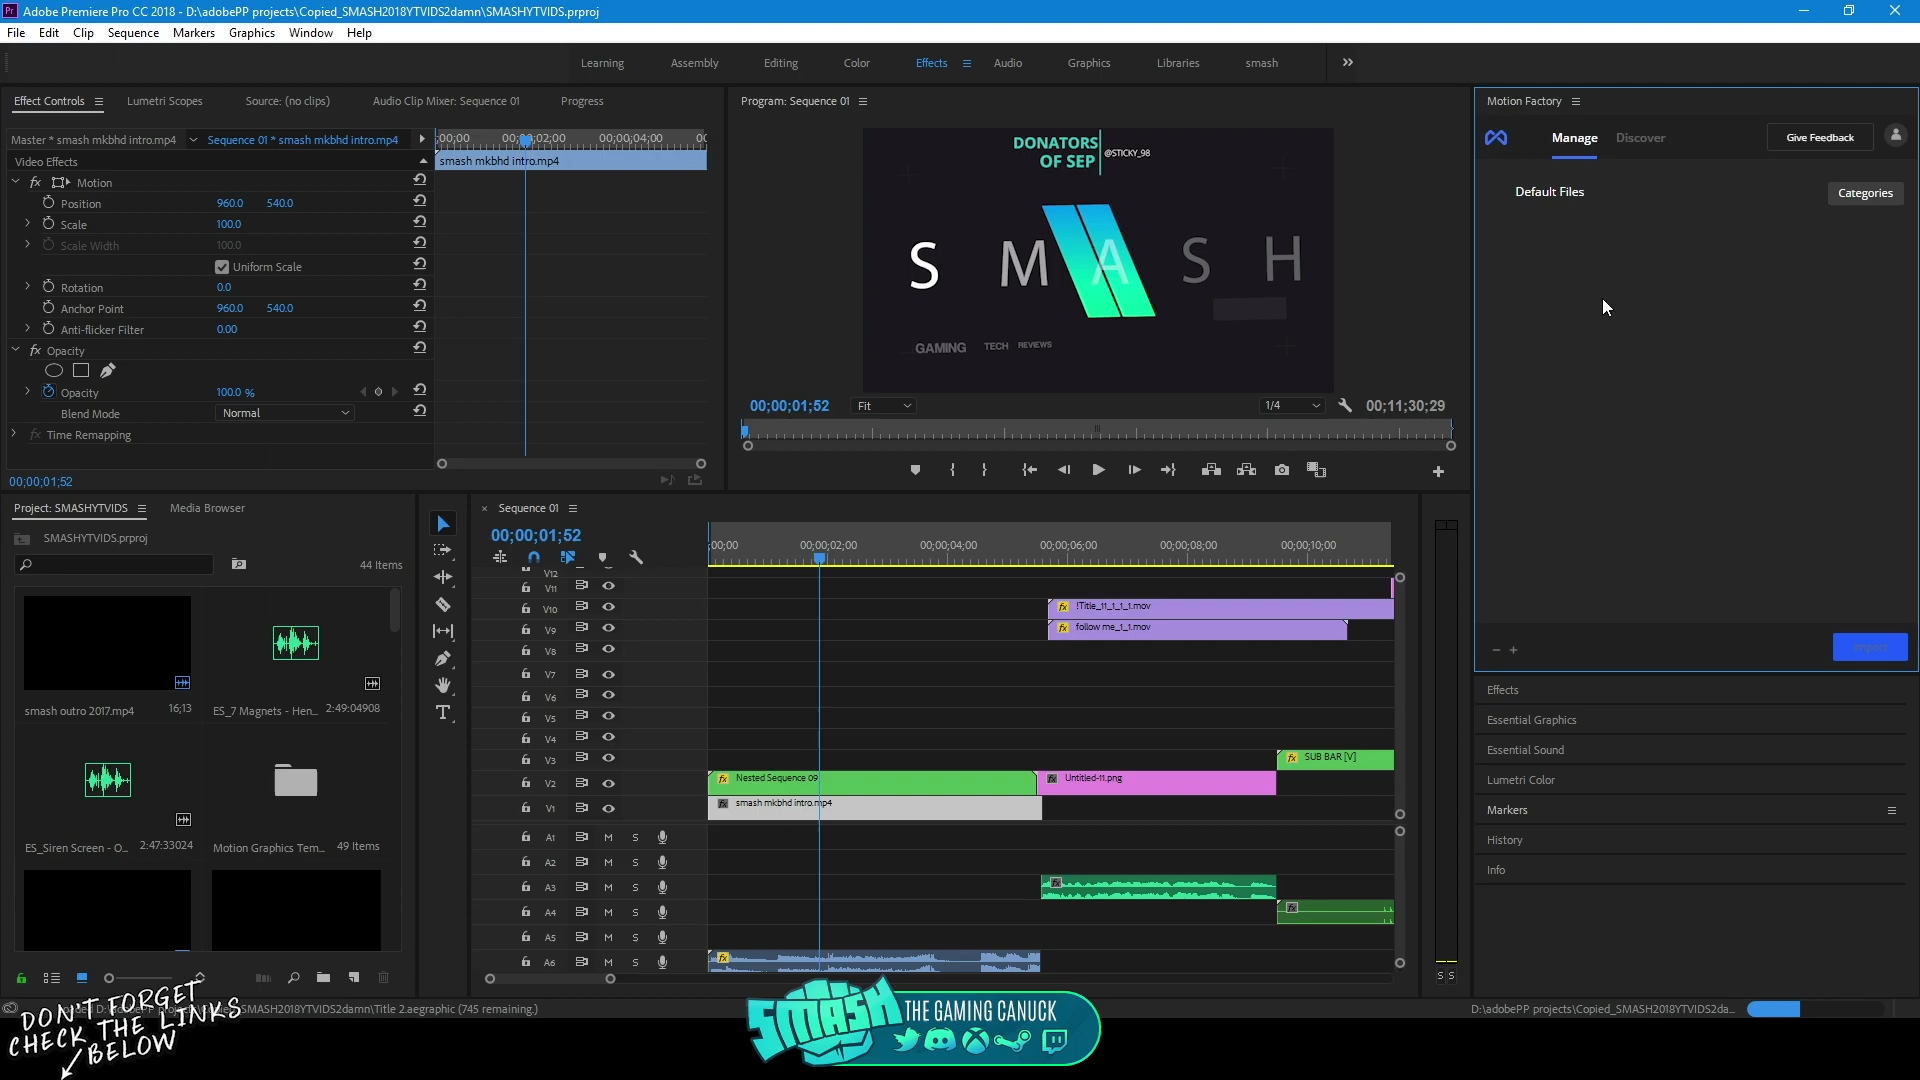 Adobe Premiere Pro CC 2018 - D:\adobePP projects\Copied_SMASH2018YTVIDS2damn\SMASHYTVIDS.prproj
File Edit Clip Sequence Markers Graphics Window Help
Learning Assembly Editing Color Effects Audio Graphics Libraries smash
Effect Controls Lumetri Scopes Source: (no clips) Audio Clip Mixer: Sequence 01 Progress
Master * smash mkbhd intro.mp4 Sequence 01 * smash mkbhd intro.mp4
:00;00 00;00;02;00 00;00;04;00
Video Effects
smash mkbhd intro.mp4
fx Motion
Position 960.0 540.0
Scale 100.0
Scale Width 100.0
Uniform Scale
Rotation 0.0
Anchor Point 960.0 540.0
Anti-flicker Filter 0.00
fx Opacity
Opacity 100.0 %
Blend Mode Normal
fx Time Remapping
00;00;01;52
Program: Sequence 01
DONATORS
OF SEP
@STICKY_98
S M A S H
GAMING TECH REVIEWS
00;00;01;52 Fit 1/4 00;11;30;29
Motion Factory
Manage Discover Give Feedback
Default Files Categories
Effects
Essential Graphics
Essential Sound
Lumetri Color
Markers
History
Info
Project: SMASHYTVIDS Media Browser
SMASHYTVIDS.prproj
44 Items
smash outro 2017.mp4 16;13
ES_7 Magnets - Hen... 2:49:04908
ES_Siren Screen - O... 2:47:33024
Motion Graphics Tem... 49 Items
Sequence 01
00;00;01;52
:00;00 00;00;02;00 00;00;04;00 00;00;06;00 00;00;08;00 00;00;10;00
V12
V11
V10 fx !Title_11_1_1_1.mov
V9 fx follow me_1_1.mov
V8
V7
V6
V5
V4
V3 fx SUB BAR [V]
V2 fx Nested Sequence 09 fx Untitled-11.png
V1 fx smash mkbhd intro.mp4
A1 M S
A2 M S
A3 M S fx
A4 M S fx
A5 M S
A6 M S fx
S S
DON'T FORGET
CHECK THE LINKS
BELOW
SMASH2018YTVIDS2damn\Title 2.aegraphic (745 remaining.)
D:\adobePP projects\Copied_SMASH2018YTVIDS2da...
SMASH THE GAMING CANUCK